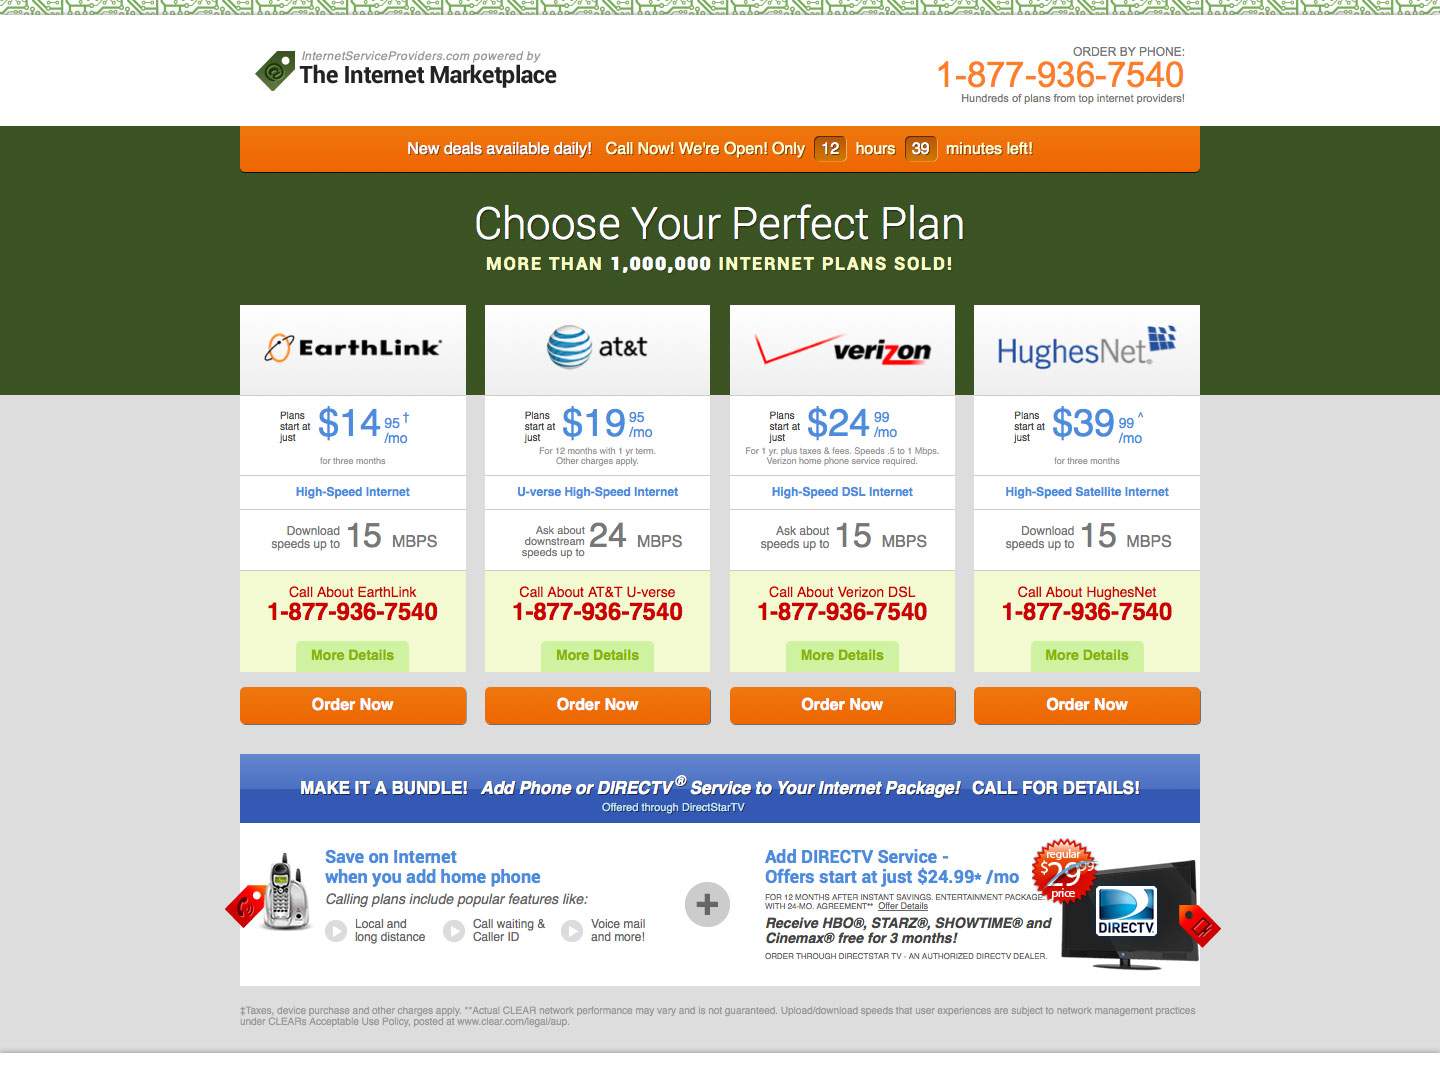 InternetServiceProviders.com powered by
The Internet Marketplace
ORDER BY PHONE:
1-877-936-7540
Hundreds of plans from top internet providers!
New deals available daily! Call Now! We're Open! Only 12 hours 39 minutes left!
Choose Your Perfect Plan
MORE THAN 1,000,000 INTERNET PLANS SOLD!
EarthLink®
Plans start at just $14 95 † /mo
for three months
High-Speed Internet
Download speeds up to 15 MBPS
Call About EarthLink
1-877-936-7540
More Details
Order Now
at&t
Plans start at just $19 95 /mo
For 12 months with 1 yr term.
Other charges apply.
U-verse High-Speed Internet
Ask about downstream speeds up to 24 MBPS
Call About AT&T U-verse
1-877-936-7540
More Details
Order Now
verizon
Plans start at just $24 99 /mo
For 1 yr. plus taxes & fees. Speeds .5 to 1 Mbps.
Verizon home phone service required.
High-Speed DSL Internet
Ask about speeds up to 15 MBPS
Call About Verizon DSL
1-877-936-7540
More Details
Order Now
HughesNet®
Plans start at just $39 99 ^ /mo
for three months
High-Speed Satellite Internet
Download speeds up to 15 MBPS
Call About HughesNet
1-877-936-7540
More Details
Order Now
MAKE IT A BUNDLE! Add Phone or DIRECTV® Service to Your Internet Package! CALL FOR DETAILS!
Offered through DirectStarTV
Save on Internet
when you add home phone
Calling plans include popular features like:
Local and
long distance
Call waiting &
Caller ID
Voice mail
and more!
Add DIRECTV Service -
Offers start at just $24.99* /mo
FOR 12 MONTHS AFTER INSTANT SAVINGS. ENTERTAINMENT PACKAGE.
WITH 24-MO. AGREEMENT** Offer Details
Receive HBO®, STARZ®, SHOWTIME® and
Cinemax® free for 3 months!
ORDER THROUGH DIRECTSTAR TV - AN AUTHORIZED DIRECTV DEALER.
regular
$29.99
price
DIRECTV
‡Taxes, device purchase and other charges apply. **Actual CLEAR network performance may vary and is not guaranteed. Upload/download speeds that user experiences are subject to network management practices
under CLEARs Acceptable Use Policy, posted at www.clear.com/legal/aup.